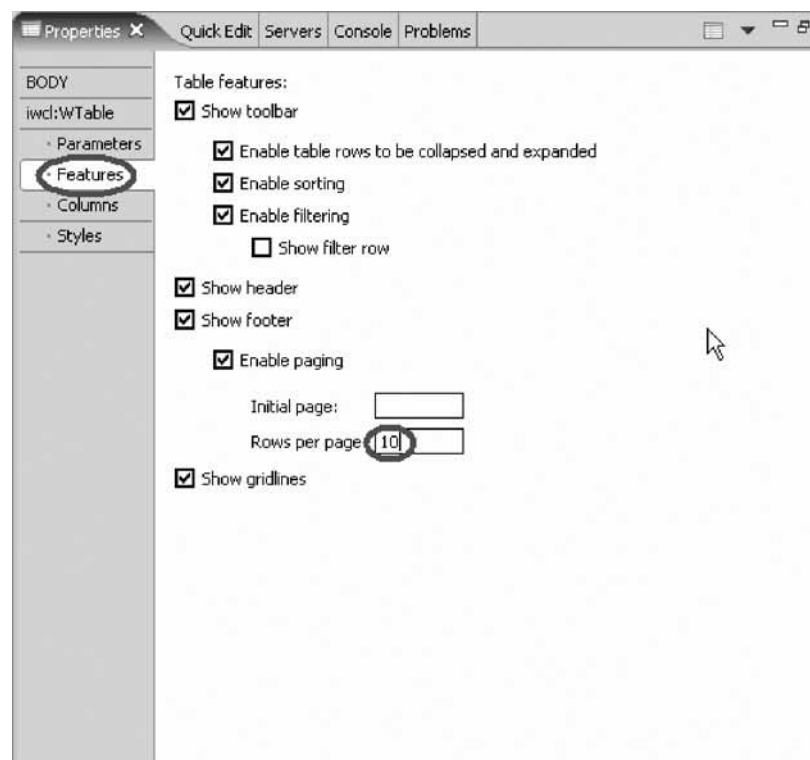 Properties Quick Edit Servers Console Problems
BODY
iwcl:WTable
Parameters
Features
Columns
Styles
Table features:
Show toolbar
Enable table rows to be collapsed and expanded
Enable sorting
Enable filtering
Show filter row
Show header
Show footer
Enable paging
Initial page:
Rows per page 10
Show gridlines